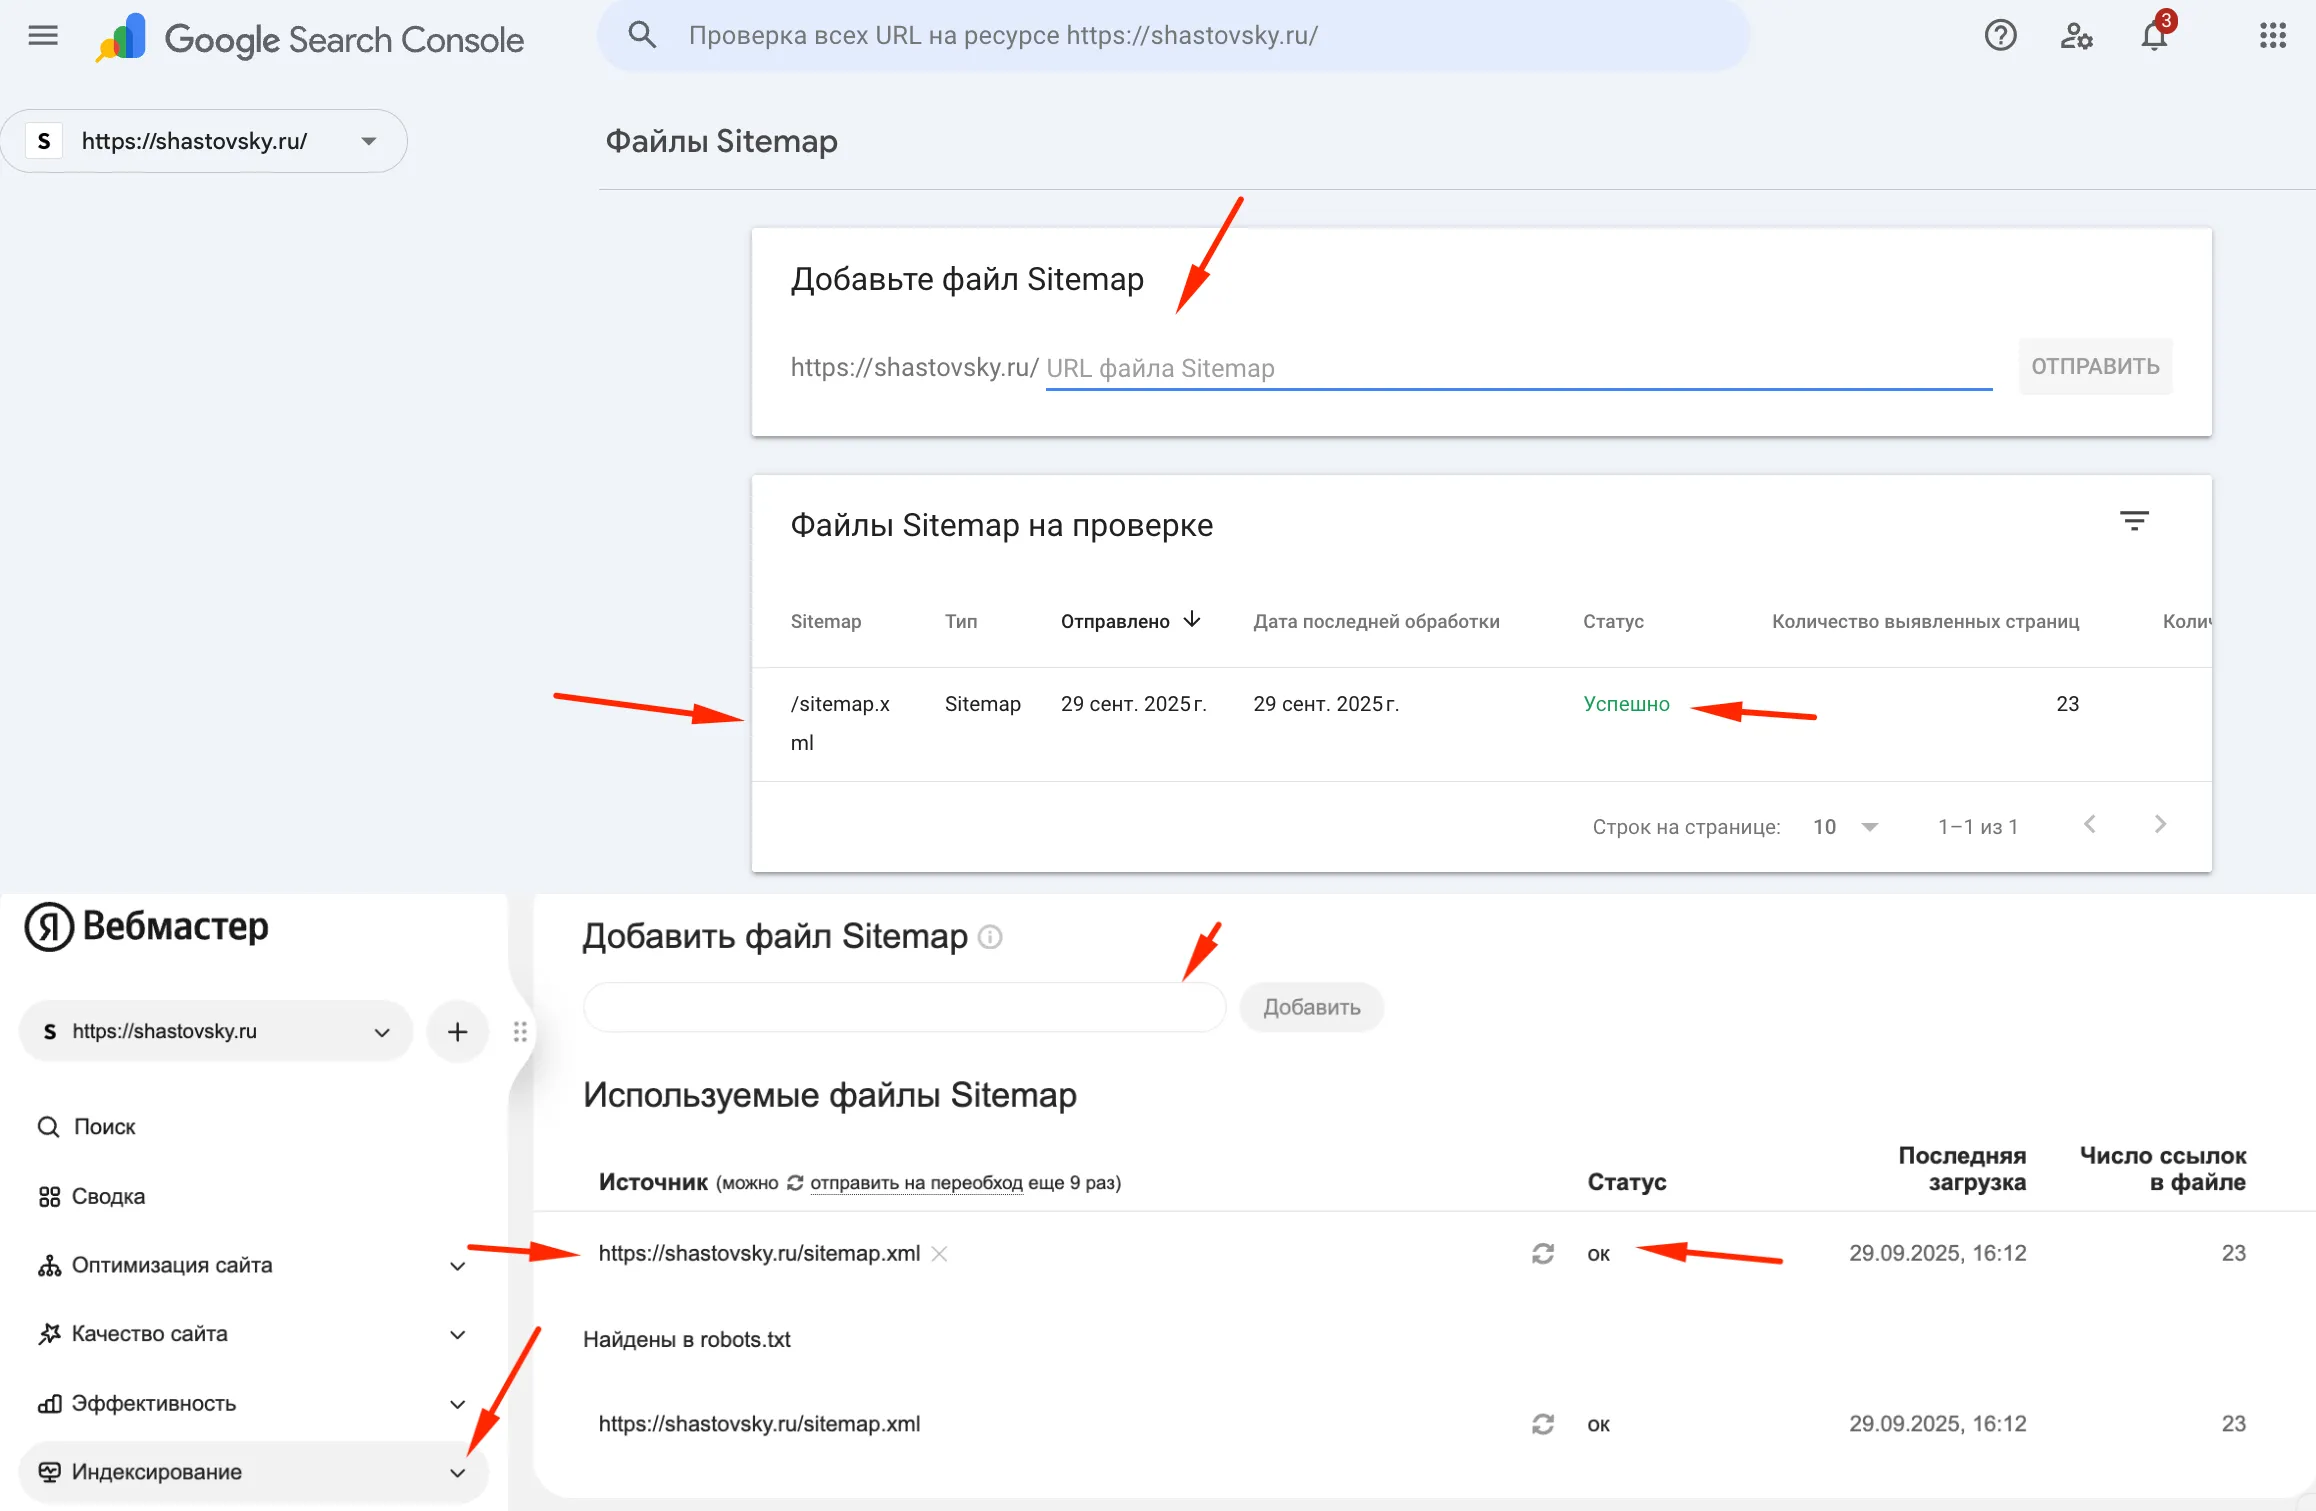 Google Search Console
Проверка всех URL на ресурсе https://shastovsky.ru/
3
S https://shastovsky.ru/
Файлы Sitemap
Добавьте файл Sitemap
https://shastovsky.ru/ URL файла Sitemap
ОТПРАВИТЬ
Файлы Sitemap на проверке
Sitemap Тип Отправлено Дата последней обработки Статус Количество выявленных страниц Колич
/sitemap.x Sitemap 29 сент. 2025 г. 29 сент. 2025 г. Успешно 23
ml
Строк на странице: 10 1–1 из 1
Я Вебмастер
S https://shastovsky.ru
Поиск
Сводка
Оптимизация сайта
Качество сайта
Эффективность
Индексирование
Добавить файл Sitemap
Добавить
Используемые файлы Sitemap
Источник (можно отправить на переобход еще 9 раз) Статус Последняя загрузка Число ссылок в файле
https://shastovsky.ru/sitemap.xml ок 29.09.2025, 16:12 23
Найдены в robots.txt
https://shastovsky.ru/sitemap.xml ок 29.09.2025, 16:12 23